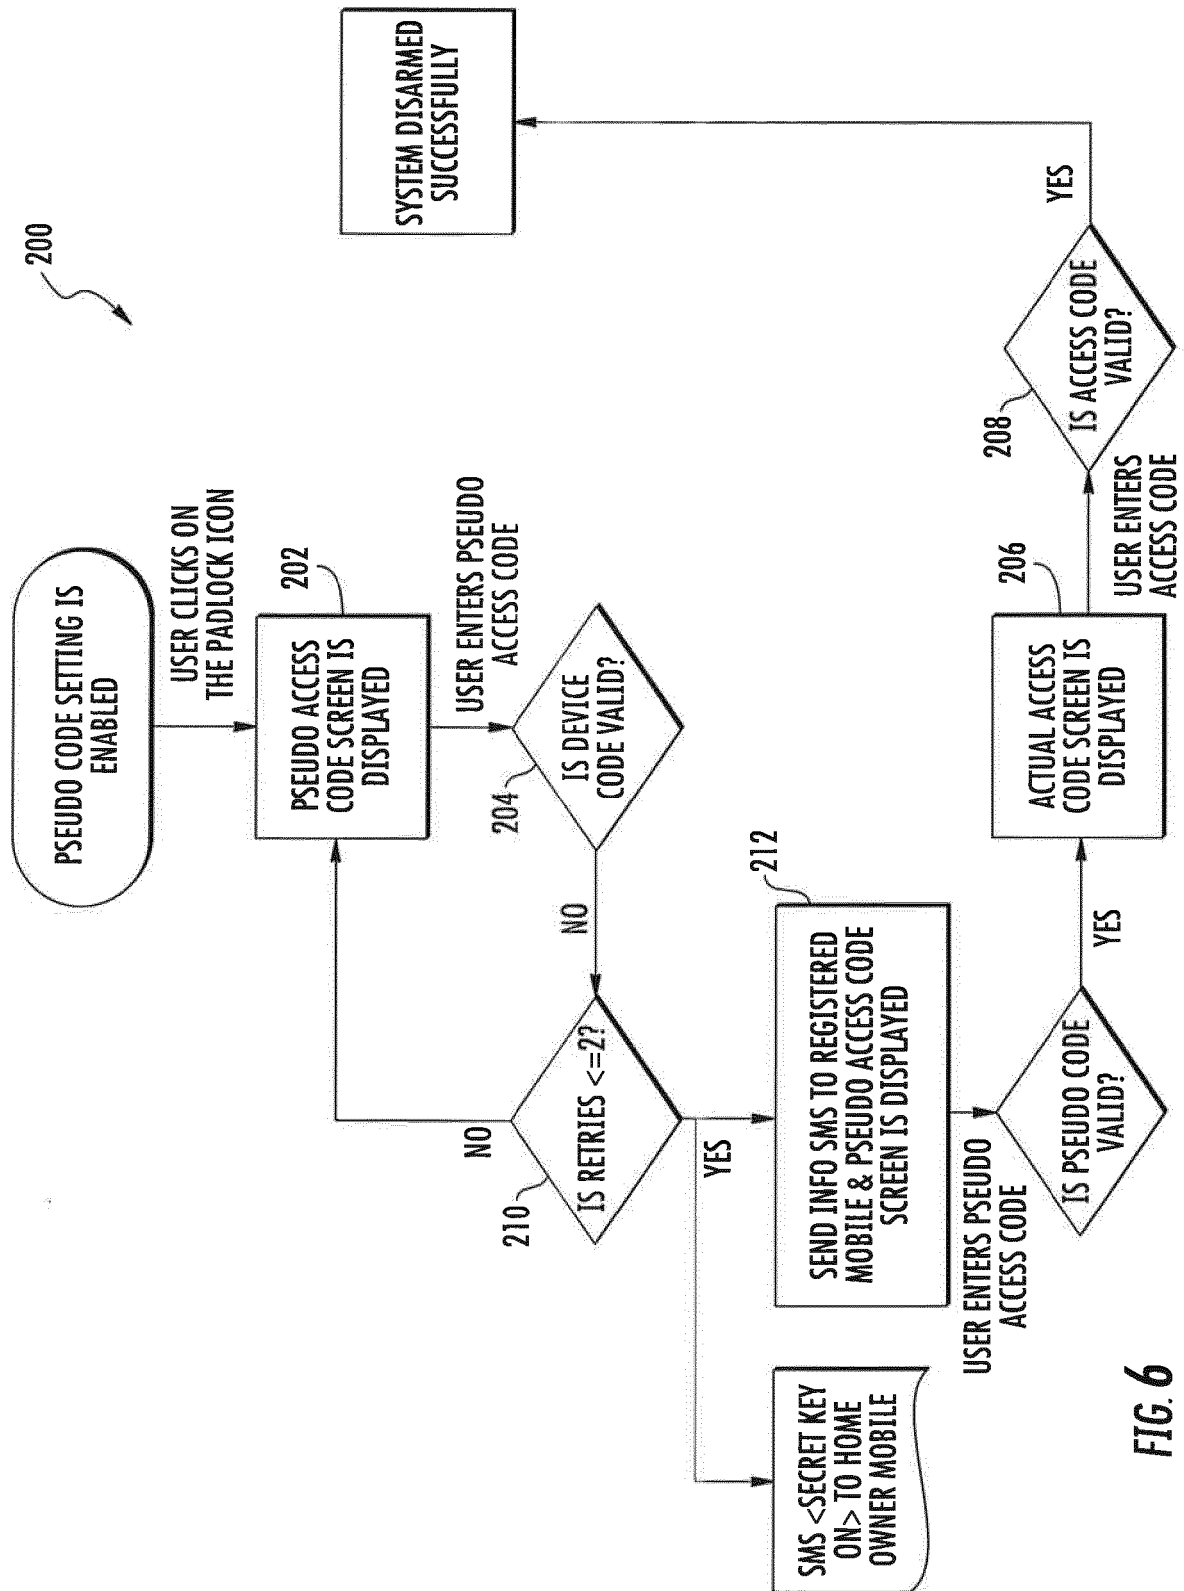 200
PSEUDO CODE SETTING IS
ENABLED
USER CLICKS ON
THE PADLOCK ICON
202
PSEUDO ACCESS
CODE SCREEN IS
DISPLAYED
USER ENTERS PSEUDO
ACCESS CODE
204
IS DEVICE
CODE VALID?
NO
210
IS RETRIES <=2?
NO
YES
SMS <SECRET KEY
ON> TO HOME
OWNER MOBILE
212
SEND INFO SMS TO REGISTERED
MOBILE & PSEUDO ACCESS CODE
SCREEN IS DISPLAYED
USER ENTERS PSEUDO
ACCESS CODE
IS PSEUDO CODE
VALID?
YES
206
ACTUAL ACCESS
CODE SCREEN IS
DISPLAYED
USER ENTERS
ACCESS CODE
208
IS ACCESS CODE
VALID?
YES
SYSTEM DISARMED
SUCCESSFULLY
FIG. 6